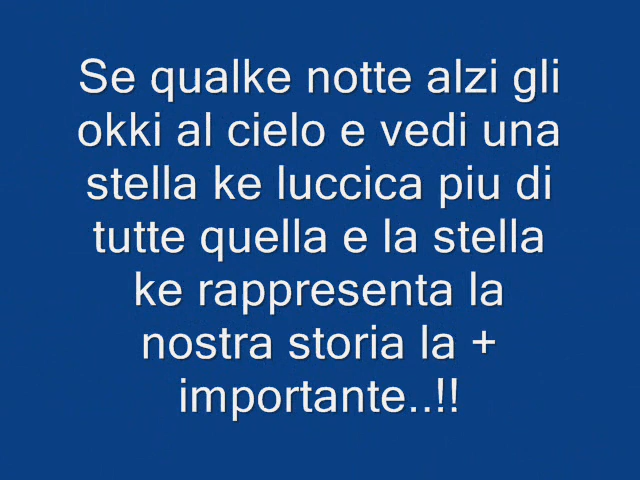 Se qualke notte alzi gli
okki al cielo e vedi una
stella ke luccica piu di
tutte quella e la stella
ke rappresenta la
nostra storia la +
importante..!!